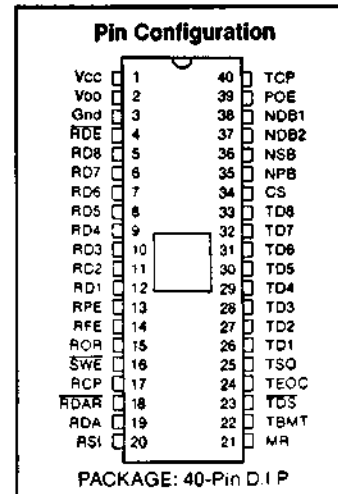 Pin Configuration
Vcc 1 40 TCP
VDD 2 39 POE
Gnd 3 38 NDB1
RDE 4 37 NDB2
RD8 5 36 NSB
RD7 6 35 NPB
RD6 7 34 CS
RD5 8 33 TD8
RD4 9 32 TD7
RD3 10 31 TD6
RD2 11 30 TD5
RD1 12 29 TD4
RPE 13 28 TD3
RFE 14 27 TD2
ROR 15 26 TD1
SWE 16 25 TSO
RCP 17 24 TEOC
RDAR 18 23 TDS
RDA 19 22 TBMT
RSI 20 21 MR
PACKAGE: 40-Pin D.I.P